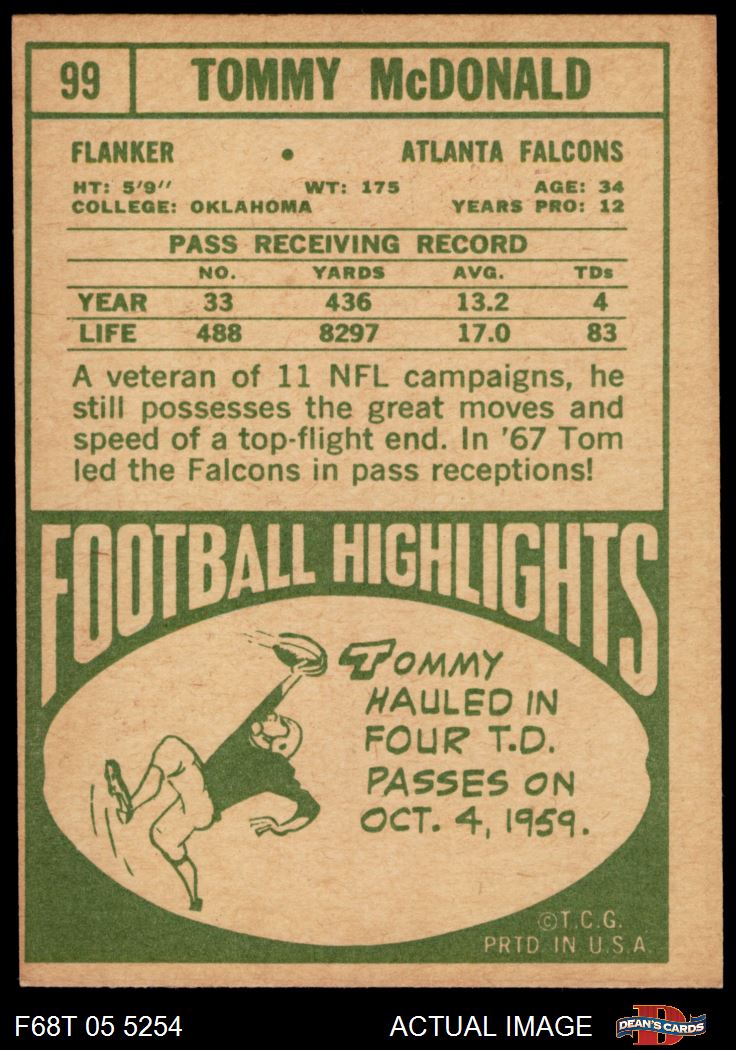 99 TOMMY McDONALD
FLANKER • ATLANTA FALCONS
HT: 5'9'' WT: 175 AGE: 34
COLLEGE: OKLAHOMA YEARS PRO: 12
PASS RECEIVING RECORD
NO. YARDS AVG. TDs
YEAR 33 436 13.2 4
LIFE 488 8297 17.0 83
A veteran of 11 NFL campaigns, he
still possesses the great moves and
speed of a top-flight end. In '67 Tom
led the Falcons in pass receptions!
FOOTBALL HIGHLIGHTS
TOMMY
HAULED IN
FOUR T.D.
PASSES ON
OCT. 4, 1959.
©T.C.G.
PRTD. IN U.S.A.
F68T 05 5254 ACTUAL IMAGE D DEAN'S CARDS